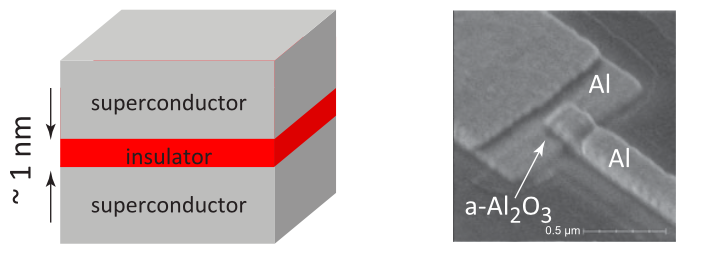 superconductor
insulator
superconductor
~ 1 nm
Al
Al
a-Al₂O₃
0.5 µm